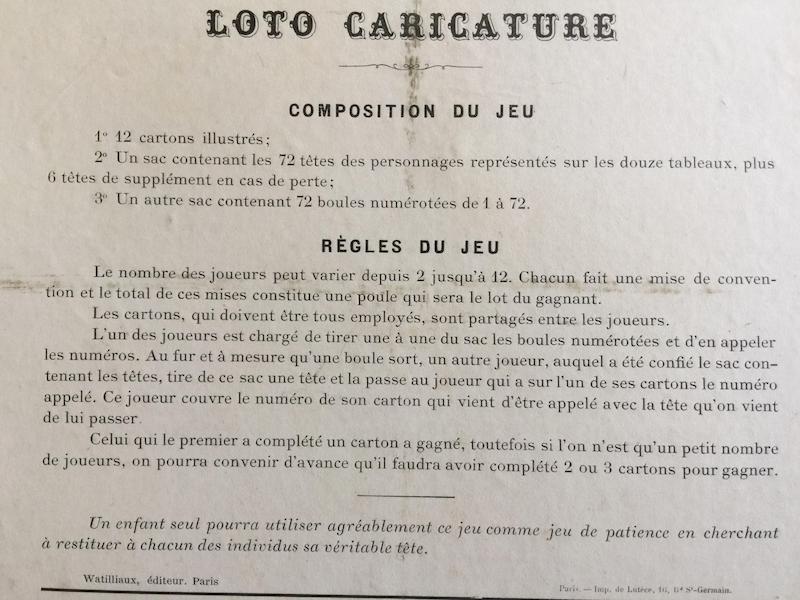 LOTO CARICATURE
COMPOSITION DU JEU
1° 12 cartons illustrés;
2° Un sac contenant les 72 têtes des personnages représentés sur les douze tableaux, plus
6 têtes de supplément en cas de perte;
3° Un autre sac contenant 72 boules numérotées de 1 à 72.
RÈGLES DU JEU
Le nombre des joueurs peut varier depuis 2 jusqu'à 12. Chacun fait une mise de conven-
tion et le total de ces mises constitue une poule qui sera le lot du gagnant.
Les cartons, qui doivent être tous employés, sont partagés entre les joueurs.
L'un des joueurs est chargé de tirer une à une du sac les boules numérotées et d'en appeler
les numéros. Au fur et à mesure qu'une boule sort, un autre joueur, auquel a été confié le sac con-
tenant les têtes, tire de ce sac une tête et la passe au joueur qui a sur l'un de ses cartons le numéro
appelé. Ce joueur couvre le numéro de son carton qui vient d'être appelé avec la tête qu'on vient
de lui passer.
Celui qui le premier a complété un carton a gagné, toutefois si l'on n'est qu'un petit nombre
de joueurs, on pourra convenir d'avance qu'il faudra avoir complété 2 ou 3 cartons pour gagner.
Un enfant seul pourra utiliser agréablement ce jeu comme jeu de patience en cherchant
à restituer à chacun des individus sa véritable tête.
Watilliaux, éditeur. Paris
Paris. — Imp. de Lutèce, 16, Bd St-Germain.